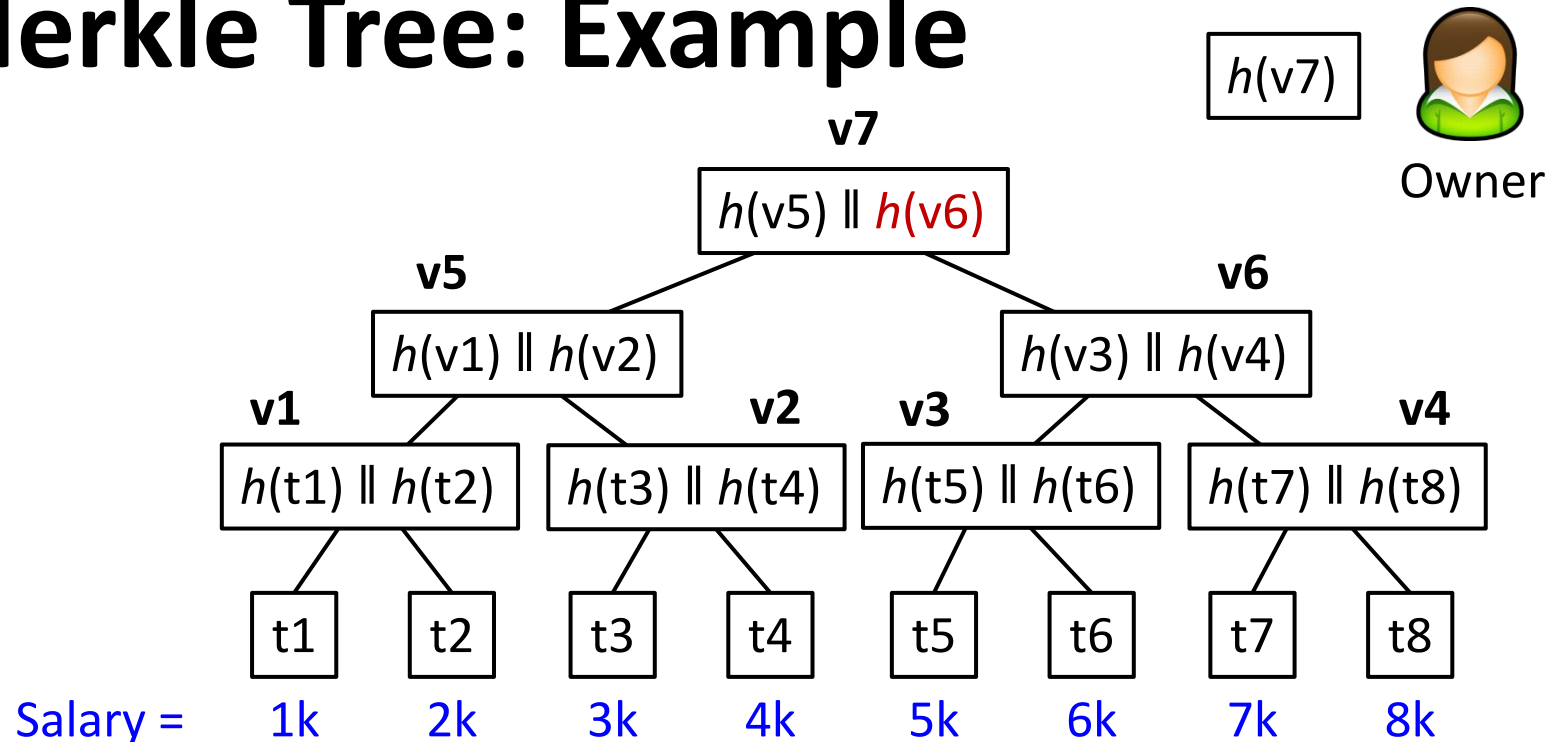 erkle Tree: Example
h(v7)
Owner
v7
h(v5) ǁ h(v6)
v5 v6
h(v1) ǁ h(v2) h(v3) ǁ h(v4)
v1 v2 v3 v4
h(t1) ǁ h(t2) h(t3) ǁ h(t4) h(t5) ǁ h(t6) h(t7) ǁ h(t8)
t1 t2 t3 t4 t5 t6 t7 t8
Salary = 1k 2k 3k 4k 5k 6k 7k 8k